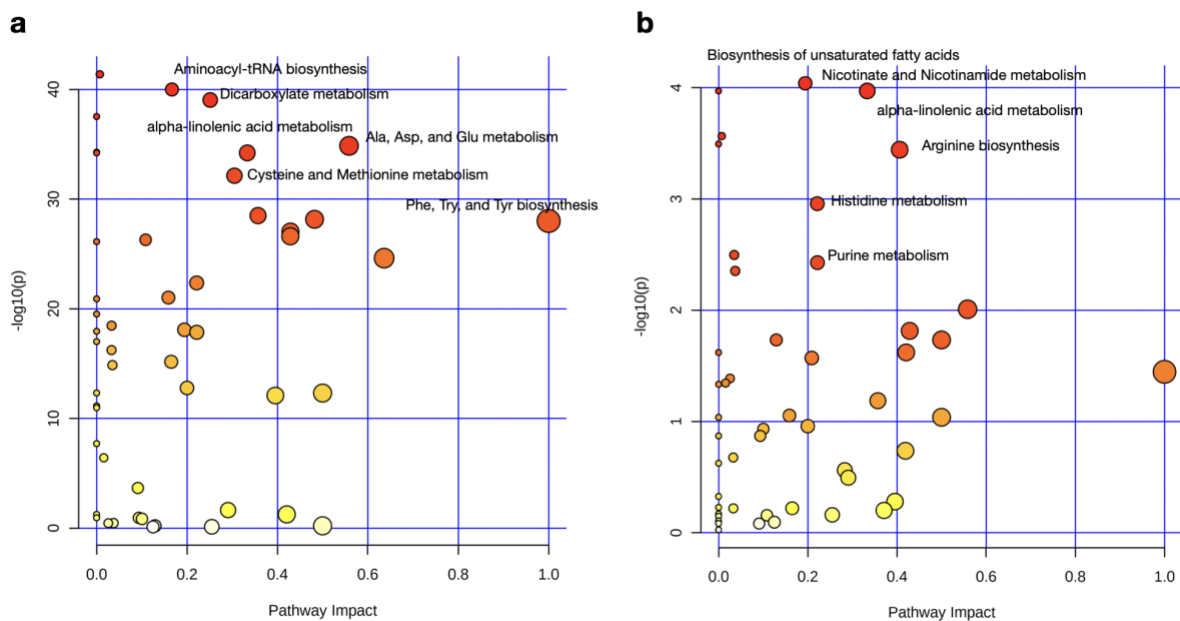 a
Aminoacyl-tRNA biosynthesis
Dicarboxylate metabolism
alpha-linolenic acid metabolism
Ala, Asp, and Glu metabolism
Cysteine and Methionine metabolism
Phe, Try, and Tyr biosynthesis
40
30
20
10
0
-log10(p)
0.0 0.2 0.4 0.6 0.8 1.0
Pathway Impact
b
Biosynthesis of unsaturated fatty acids
Nicotinate and Nicotinamide metabolism
alpha-linolenic acid metabolism
Arginine biosynthesis
Histidine metabolism
Purine metabolism
4
3
2
1
0
-log10(p)
0.0 0.2 0.4 0.6 0.8 1.0
Pathway Impact